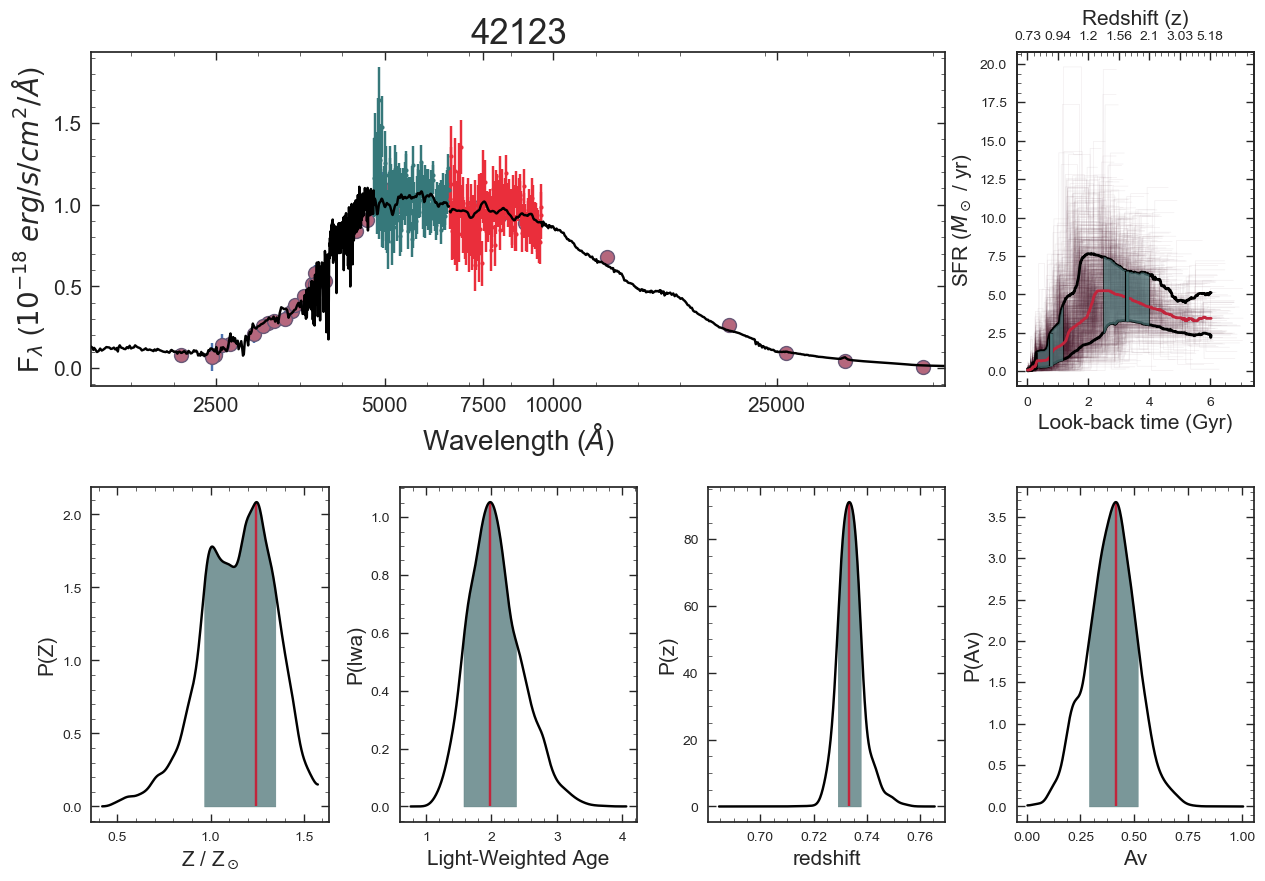 42123
F_λ (10^−18 erg/s/cm^2/Å)
0.0
0.5
1.0
1.5
2500
5000
7500
10000
25000
Wavelength (Å)
Redshift (z)
0.73 0.94 1.2 1.56 2.1 3.03 5.18
SFR (M_⊙ / yr)
20.0
17.5
15.0
12.5
10.0
7.5
5.0
2.5
0.0
0 2 4 6
Look-back time (Gyr)
P(Z)
2.0
1.5
1.0
0.5
0.0
0.5 1.0 1.5
Z / Z_⊙
P(lwa)
1.0
0.8
0.6
0.4
0.2
0.0
1 2 3 4
Light-Weighted Age
P(z)
80
60
40
20
0
0.70 0.72 0.74 0.76
redshift
P(Av)
3.5
3.0
2.5
2.0
1.5
1.0
0.5
0.0
0.00 0.25 0.50 0.75 1.00
Av